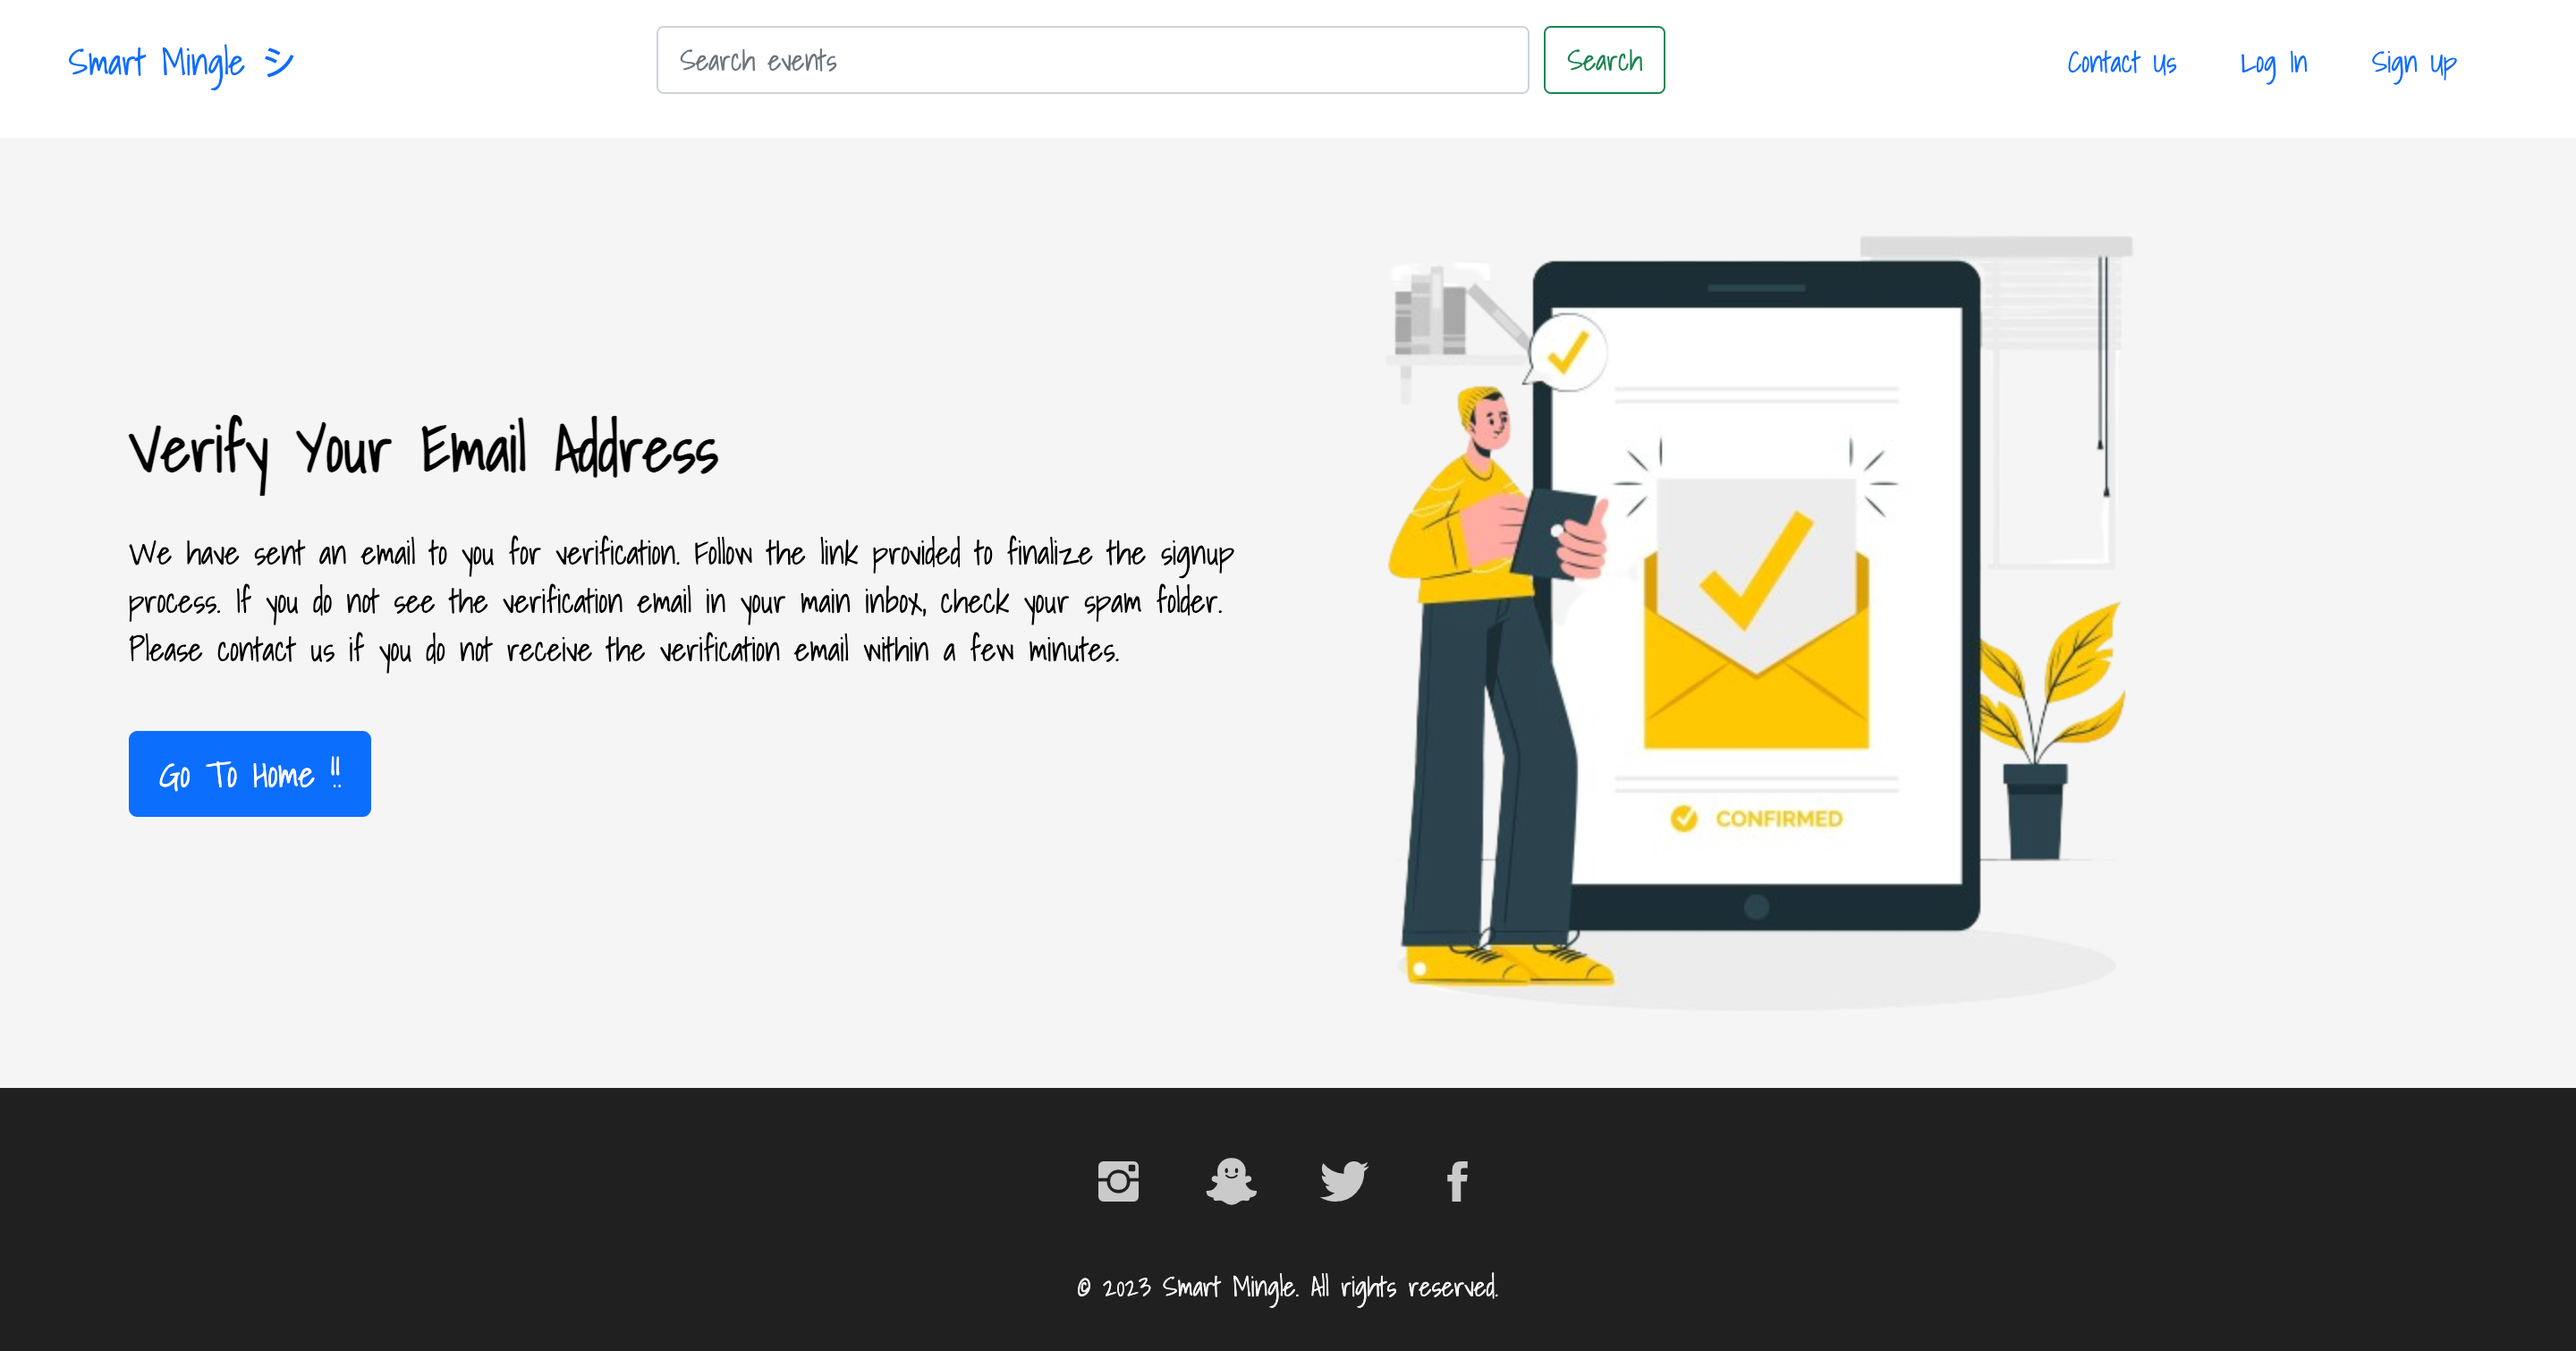 Smart Mingle シ
Search events
Search
Contact Us
Log In
Sign Up
Verify Your Email Address
We have sent an email to you for verification. Follow the link provided to finalize the signup
process. If you do not see the verification email in your main inbox, check your spam folder.
Please contact us if you do not receive the verification email within a few minutes.
Go To Home !!
CONFIRMED
© 2023 Smart Mingle. All rights reserved.